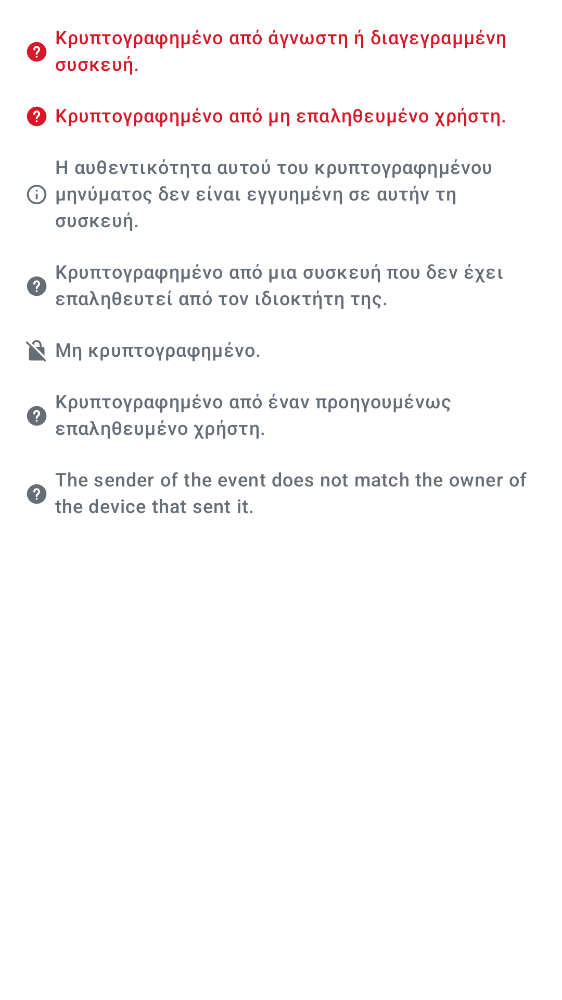 Κρυπτογραφημένο από άγνωστη ή διαγεγραμμένη
συσκευή.
Κρυπτογραφημένο από μη επαληθευμένο χρήστη.
Η αυθεντικότητα αυτού του κρυπτογραφημένου
μηνύματος δεν είναι εγγυημένη σε αυτήν τη
συσκευή.
Κρυπτογραφημένο από μια συσκευή που δεν έχει
επαληθευτεί από τον ιδιοκτήτη της.
Μη κρυπτογραφημένο.
Κρυπτογραφημένο από έναν προηγουμένως
επαληθευμένο χρήστη.
The sender of the event does not match the owner of
the device that sent it.